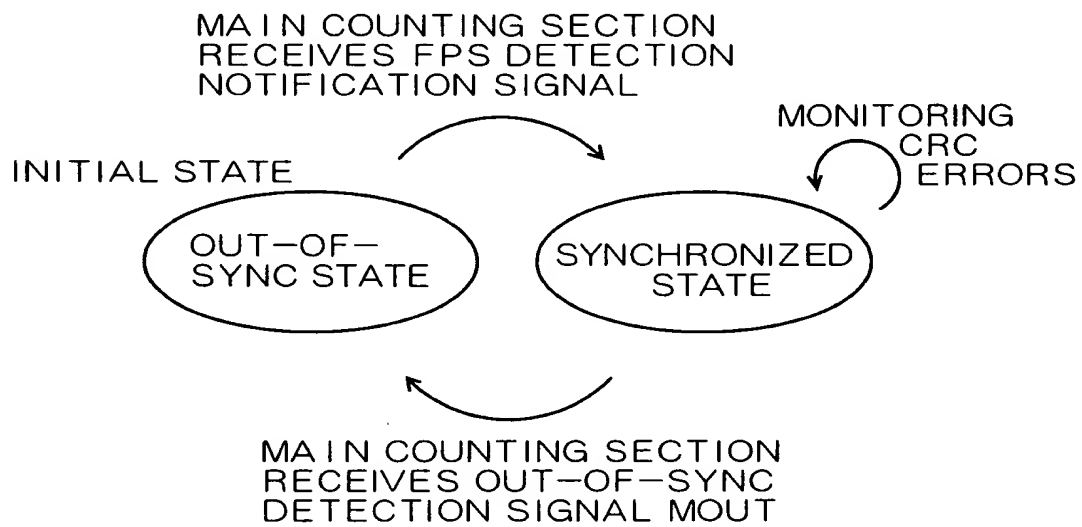 MAIN COUNTING SECTION
RECEIVES FPS DETECTION
NOTIFICATION SIGNAL
MONITORING
CRC
ERRORS
INITIAL STATE
OUT-OF-
SYNC STATE
SYNCHRONIZED
STATE
MAIN COUNTING SECTION
RECEIVES OUT-OF-SYNC
DETECTION SIGNAL MOUT